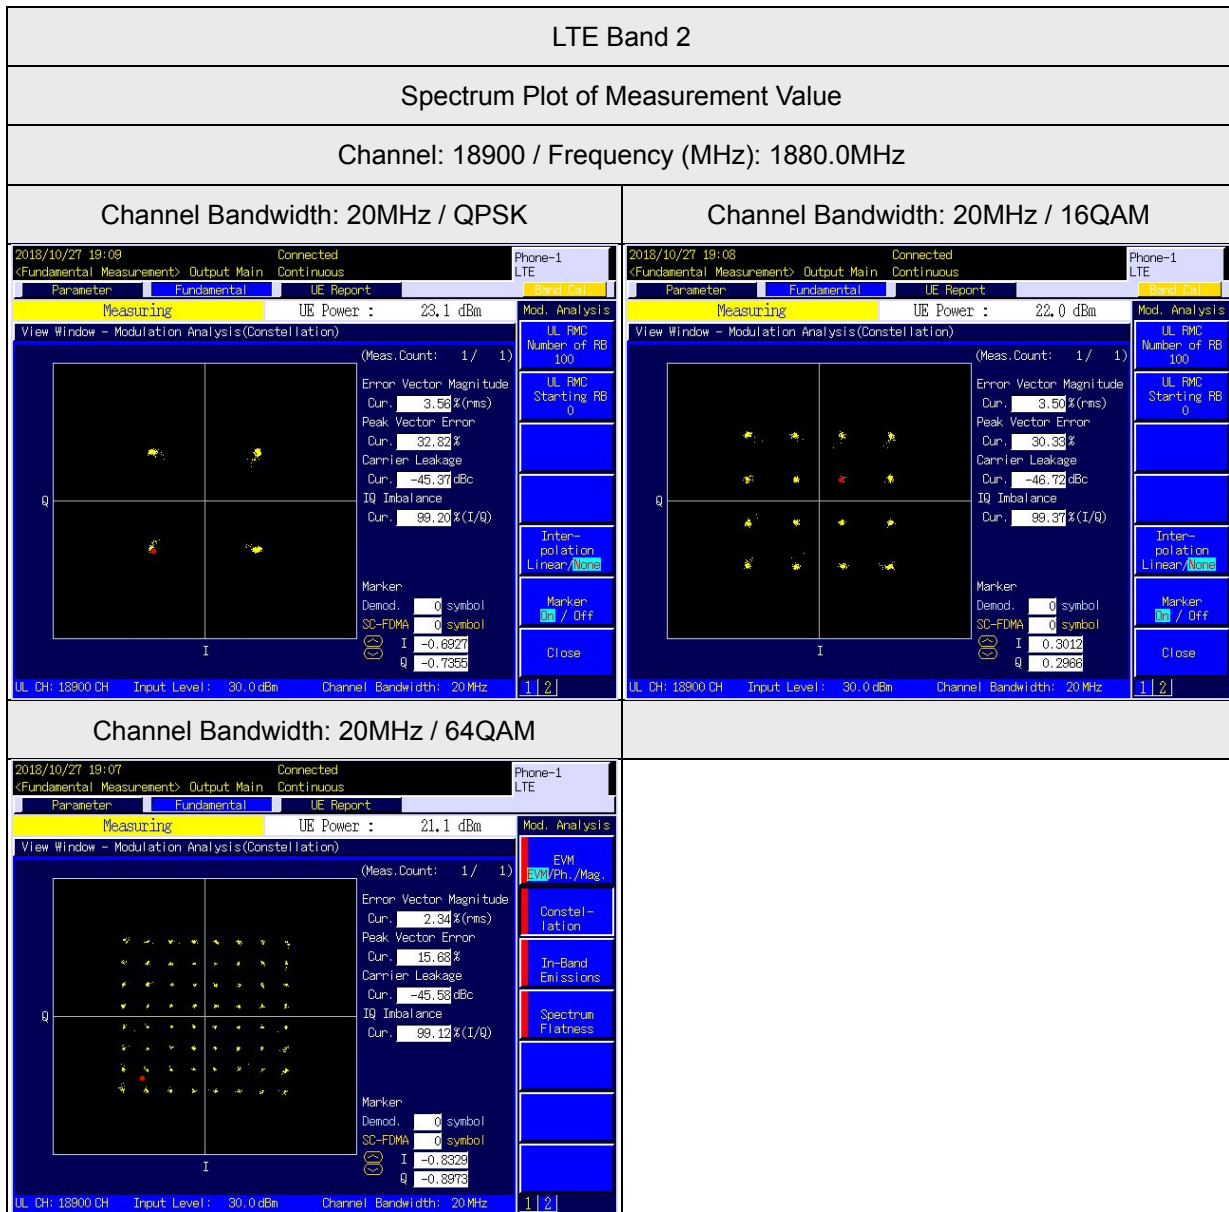 LTE Band 2
Spectrum Plot of Measurement Value
Channel: 18900 / Frequency (MHz): 1880.0MHz
Channel Bandwidth: 20MHz / QPSK
Channel Bandwidth: 20MHz / 16QAM
2018/10/27 19:09 Connected
<Fundamental Measurement> Output Main Continuous
Phone-1
LTE
Parameter Fundamental UE Report Band Cal.
Measuring UE Power : 23.1 dBm Mod. Analysis
View Window - Modulation Analysis(Constellation)
(Meas.Count: 1/ 1)
Error Vector Magnitude
Cur. 3.56 %(rms)
Peak Vector Error
Cur. 32.82 %
Carrier Leakage
Cur. -45.37 dBc
IQ Imbalance
Cur. 99.20 %(I/Q)
Q
I
Marker
Demod. 0 symbol
SC-FDMA 0 symbol
I -0.6927
Q -0.7355
UL RMC
Number of RB
100
UL RMC
Starting RB
0
Inter-
polation
Linear/None
Marker
On / Off
Close
UL CH: 18900 CH Input Level: 30.0 dBm Channel Bandwidth: 20 MHz 1 2
2018/10/27 19:08 Connected
<Fundamental Measurement> Output Main Continuous
Phone-1
LTE
Parameter Fundamental UE Report Band Cal.
Measuring UE Power : 22.0 dBm Mod. Analysis
View Window - Modulation Analysis(Constellation)
(Meas.Count: 1/ 1)
Error Vector Magnitude
Cur. 3.50 %(rms)
Peak Vector Error
Cur. 30.33 %
Carrier Leakage
Cur. -46.72 dBc
IQ Imbalance
Cur. 99.37 %(I/Q)
Q
I
Marker
Demod. 0 symbol
SC-FDMA 0 symbol
I 0.3012
Q 0.2966
UL RMC
Number of RB
100
UL RMC
Starting RB
0
Inter-
polation
Linear/None
Marker
On / Off
Close
UL CH: 18900 CH Input Level: 30.0 dBm Channel Bandwidth: 20 MHz 1 2
Channel Bandwidth: 20MHz / 64QAM
2018/10/27 19:07 Connected
<Fundamental Measurement> Output Main Continuous
Phone-1
LTE
Parameter Fundamental UE Report Band Cal.
Measuring UE Power : 21.1 dBm Mod. Analysis
View Window - Modulation Analysis(Constellation)
(Meas.Count: 1/ 1)
Error Vector Magnitude
Cur. 2.34 %(rms)
Peak Vector Error
Cur. 15.68 %
Carrier Leakage
Cur. -45.58 dBc
IQ Imbalance
Cur. 99.12 %(I/Q)
Q
I
Marker
Demod. 0 symbol
SC-FDMA 0 symbol
I -0.8329
Q -0.8973
EVM
EVM/Ph./Mag.
Constel-
lation
In-Band
Emissions
Spectrum
Flatness
UL CH: 18900 CH Input Level: 30.0 dBm Channel Bandwidth: 20 MHz 1 2